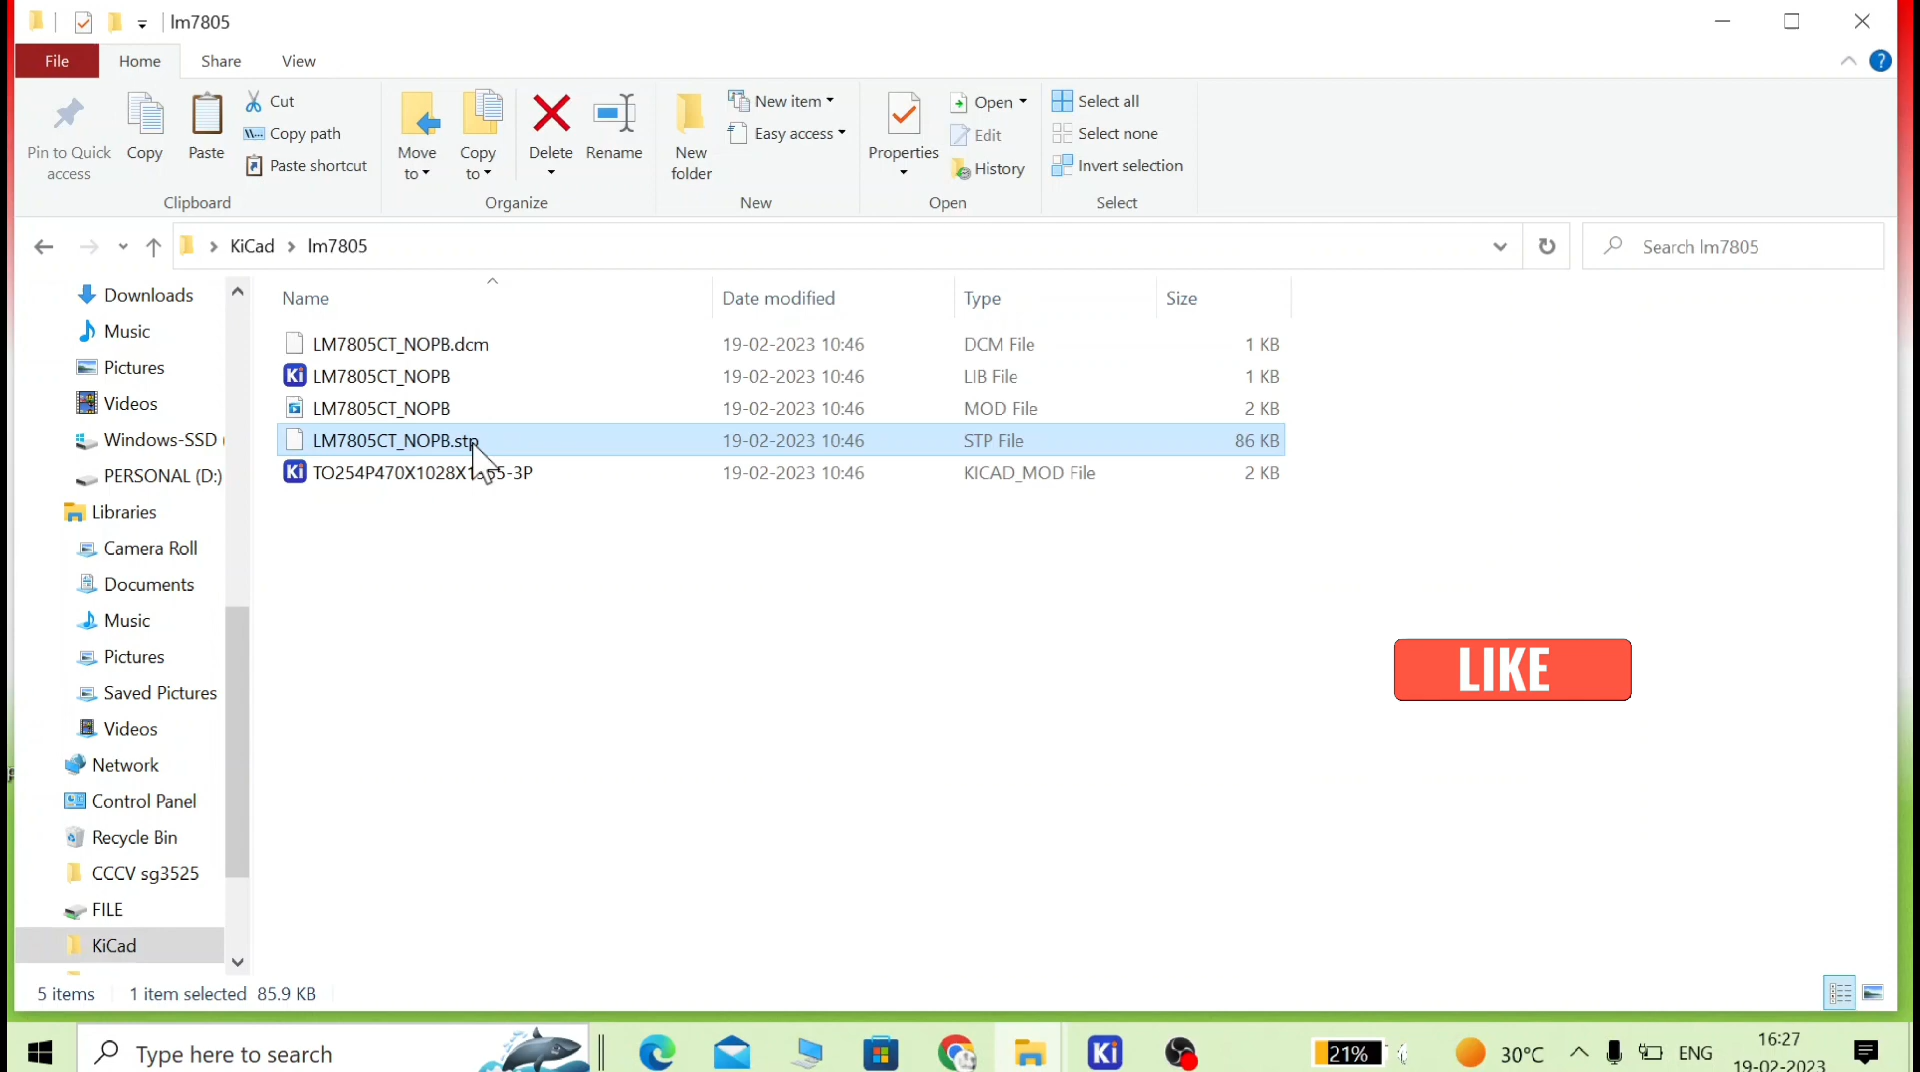 lm7805
File Home Share View
Pin to Quick access
Copy
Paste
Cut
Copy path
Paste shortcut
Clipboard
Move to
Copy to
Delete
Rename
Organize
New folder
New item
Easy access
New
Properties
Open
Edit
History
Open
Select all
Select none
Invert selection
Select
KiCad lm7805
Search lm7805
Downloads
Music
Pictures
Videos
Windows-SSD (
PERSONAL (D:)
Libraries
Camera Roll
Documents
Music
Pictures
Saved Pictures
Videos
Network
Control Panel
Recycle Bin
CCCV sg3525
FILE
KiCad
Name Date modified Type Size
LM7805CT_NOPB.dcm 19-02-2023 10:46 DCM File 1 KB
Ki LM7805CT_NOPB 19-02-2023 10:46 LIB File 1 KB
LM7805CT_NOPB 19-02-2023 10:46 MOD File 2 KB
LM7805CT_NOPB.stp 19-02-2023 10:46 STP File 86 KB
Ki 19-02-2023 10:46 KICAD_MOD File 2 KB
LIKE
5 items 1 item selected 85.9 KB
Type here to search
Ki
21%
30°C
ENG
16:27
19-02-2023